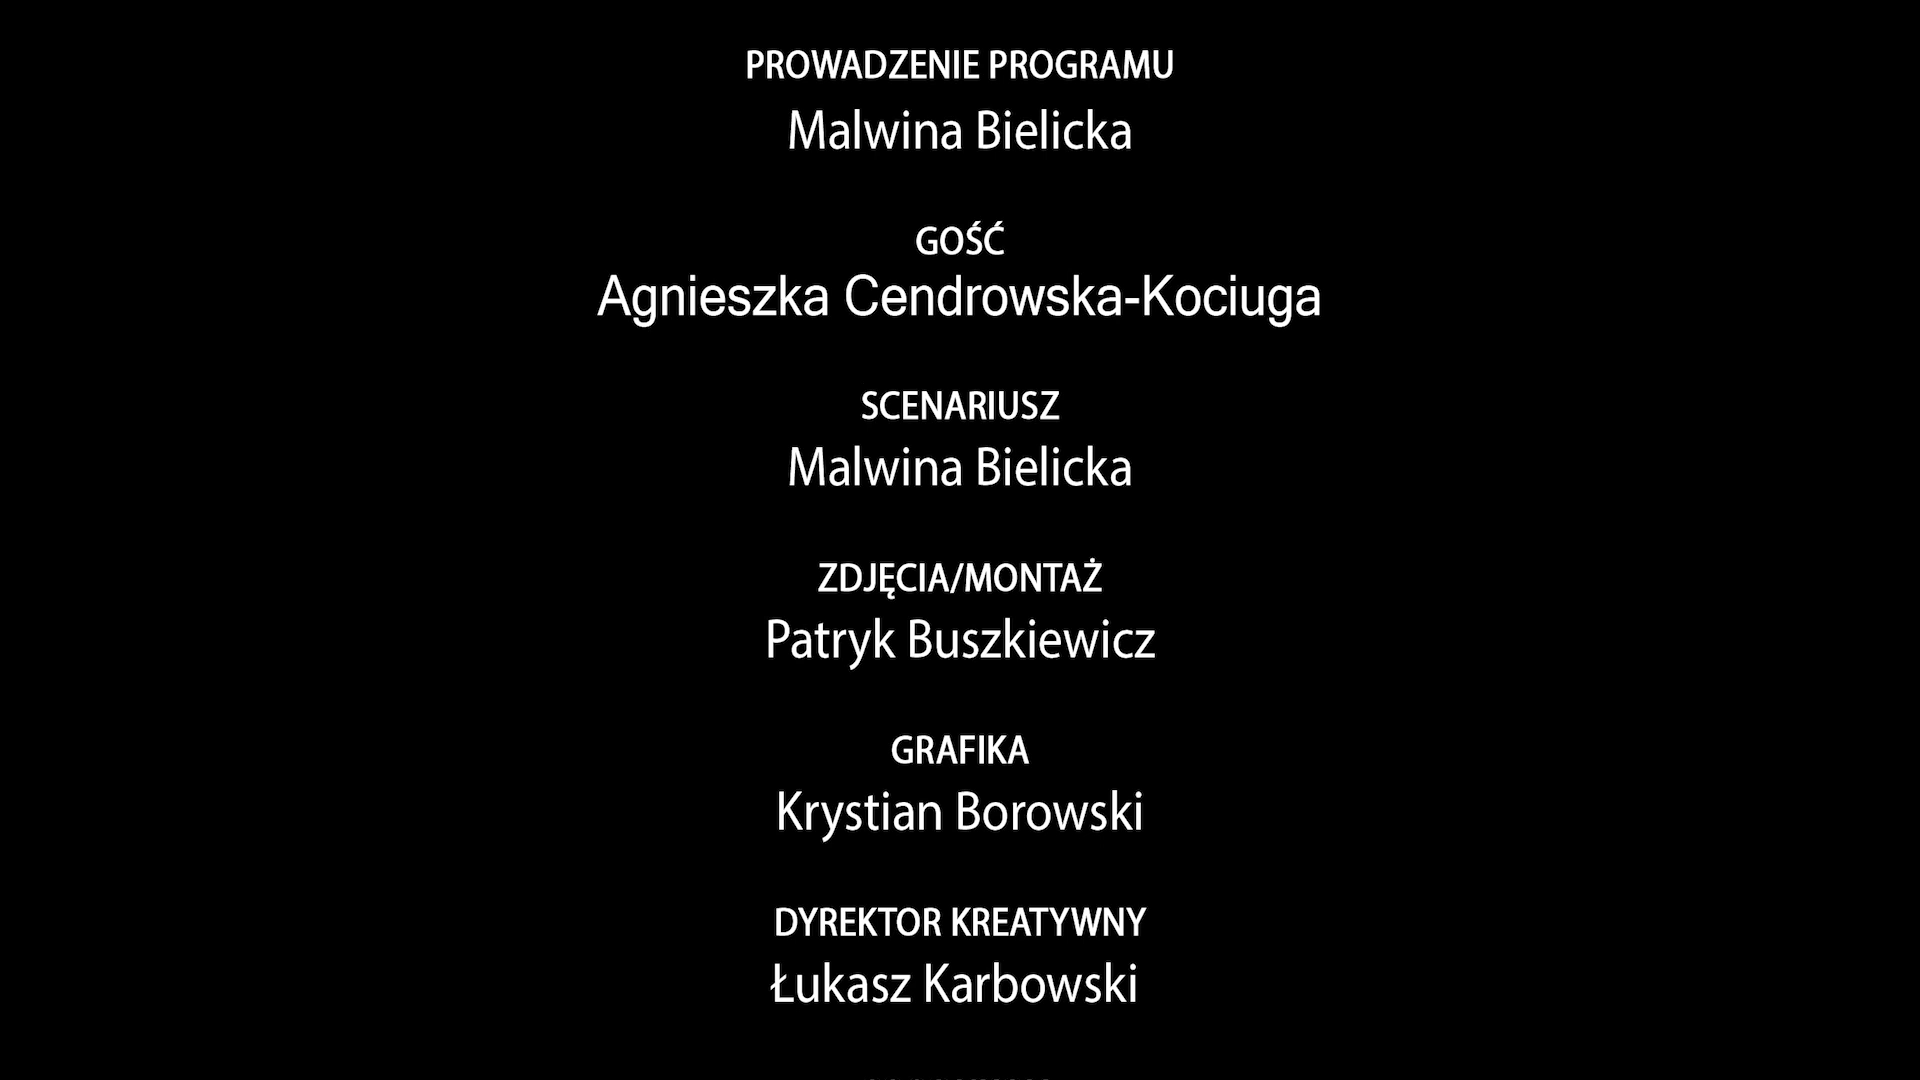 PROWADZENIE PROGRAMU
Malwina Bielicka
GOŚĆ
Agnieszka Cendrowska-Kociuga
SCENARIUSZ
Malwina Bielicka
ZDJĘCIA/MONTAŻ
Patryk Buszkiewicz
GRAFIKA
Krystian Borowski
DYREKTOR KREATYWNY
Łukasz Karbowski